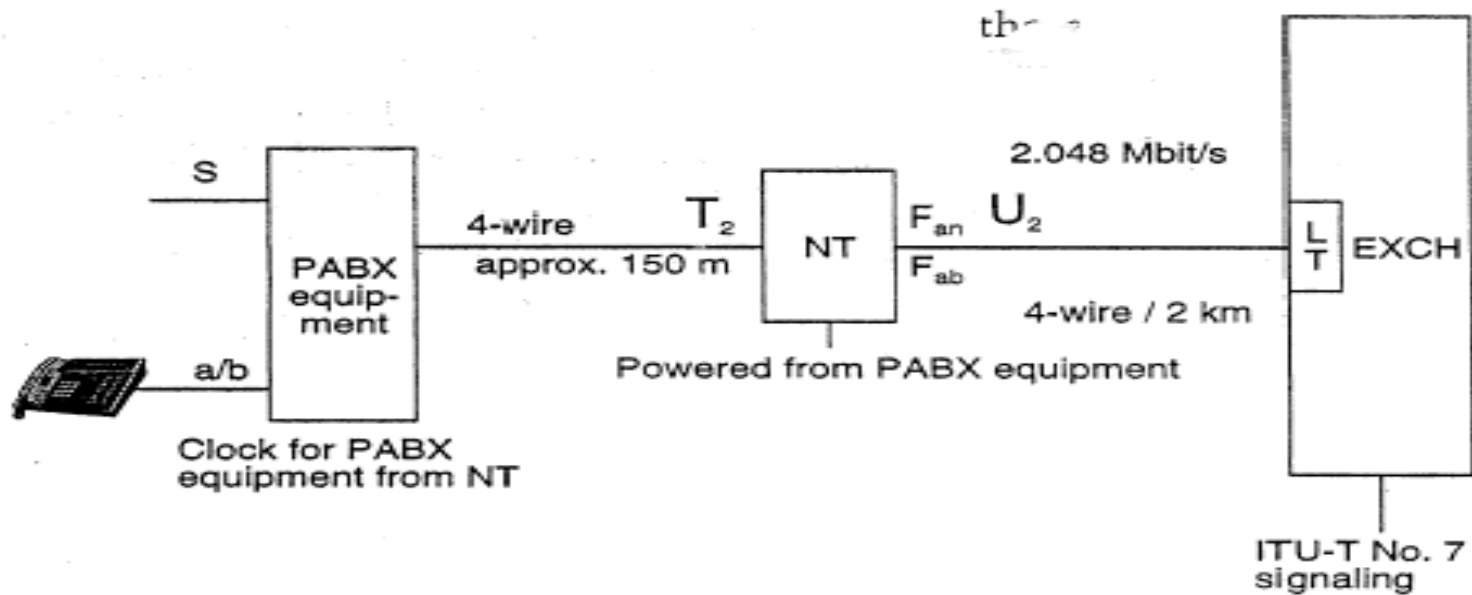 S
PABX
equip-
ment
a/b
Clock for PABX
equipment from NT
4-wire
approx. 150 m
T₂
NT
Powered from PABX equipment
Fan
Fab
U₂
2.048 Mbit/s
4-wire / 2 km
L
T
EXCH
ITU-T No. 7
signaling